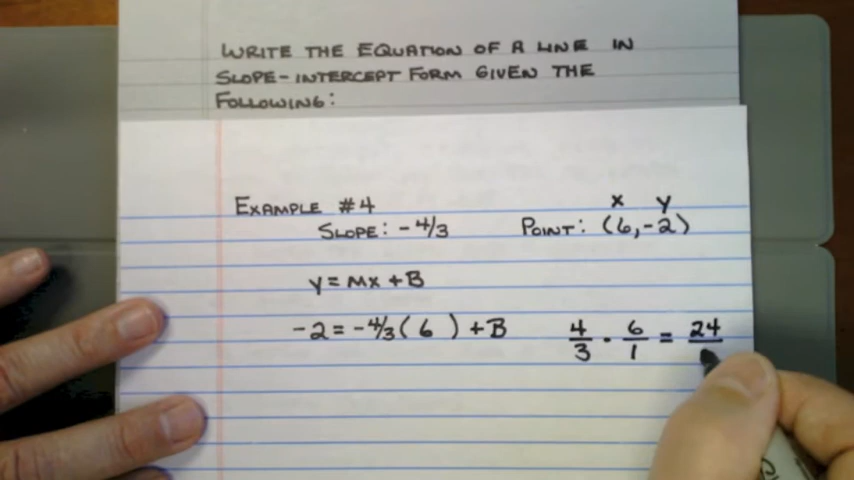 WRITE THE EQUATION OF A LINE IN
SLOPE-INTERCEPT FORM GIVEN THE
FOLLOWING:
EXAMPLE #4
X Y
SLOPE: -4/3 POINT: (6,-2)
Y = MX + B
-2 = -4/3 ( 6 ) + B
4/3 · 6/1 = 24/